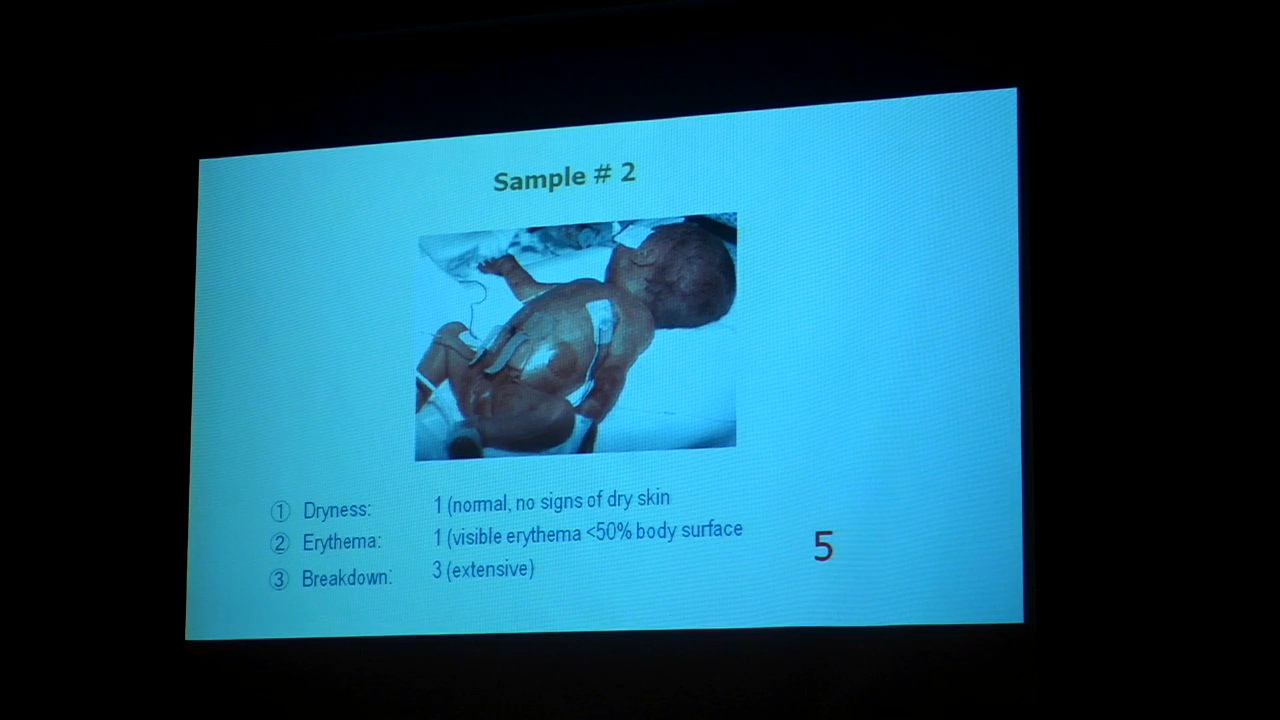 Sample # 2
① Dryness: 1 (normal, no signs of dry skin
② Erythema: 1 (visible erythema <50% body surface
③ Breakdown: 3 (extensive)
5